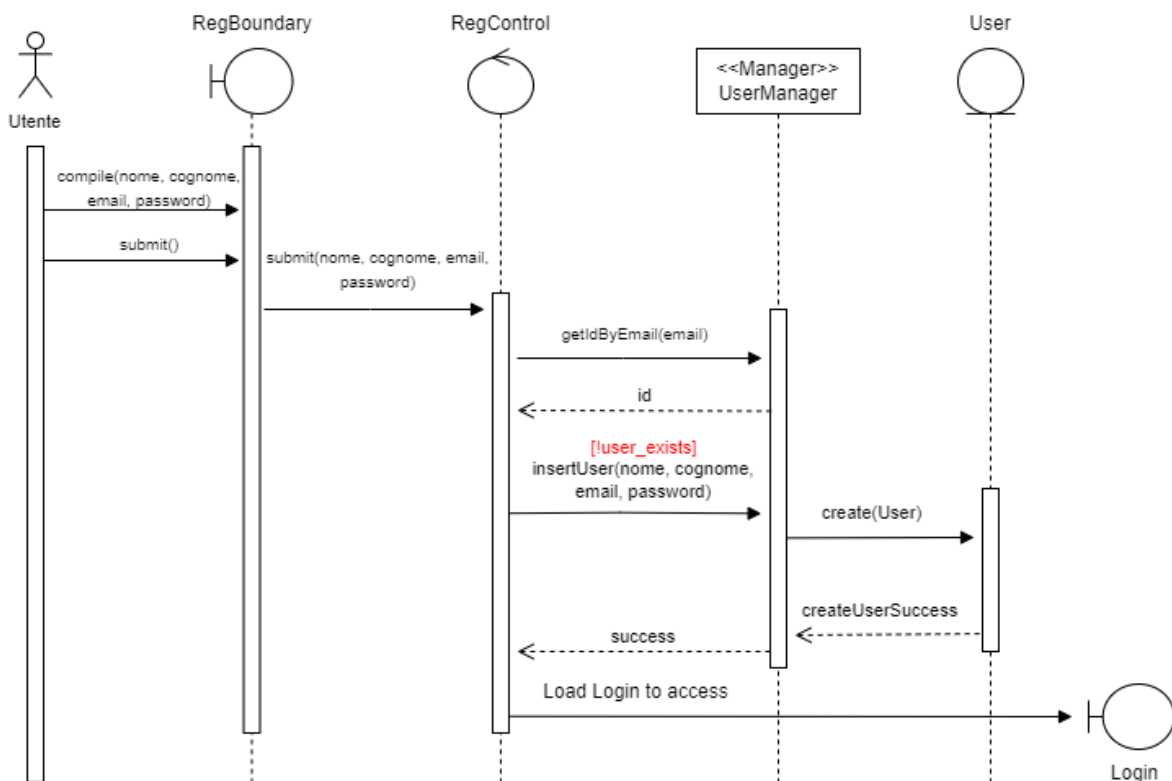 RegBoundary
RegControl
User
<<Manager>>
UserManager
Utente
compile(nome, cognome,
email, password)
submit()
submit(nome, cognome, email,
password)
getIdByEmail(email)
id
[!user_exists]
insertUser(nome, cognome,
email, password)
create(User)
createUserSuccess
success
Load Login to access
Login